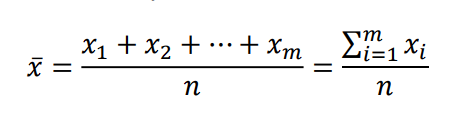 x̄ = (x₁ + x₂ + ⋯ + xₘ) / n = (∑ᵢ₌₁ᵐ xᵢ) / n